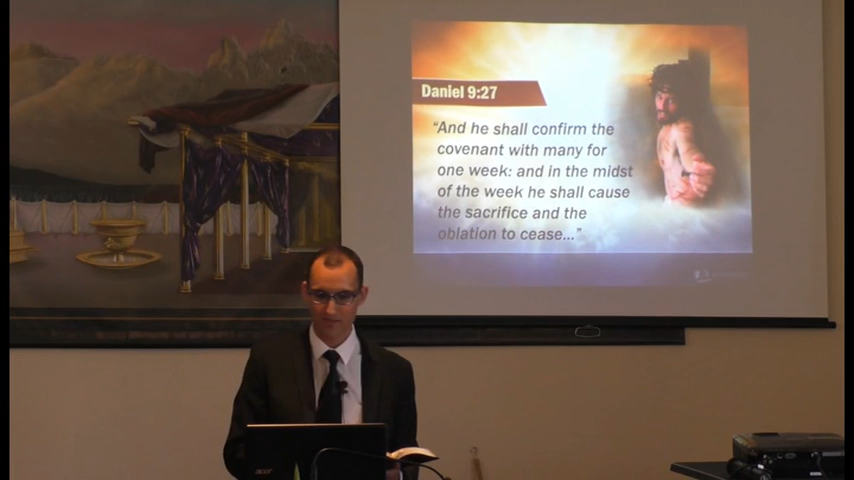 Daniel 9:27
"And he shall confirm the
covenant with many for
one week: and in the midst
of the week he shall cause
the sacrifice and the
oblation to cease..."
acer